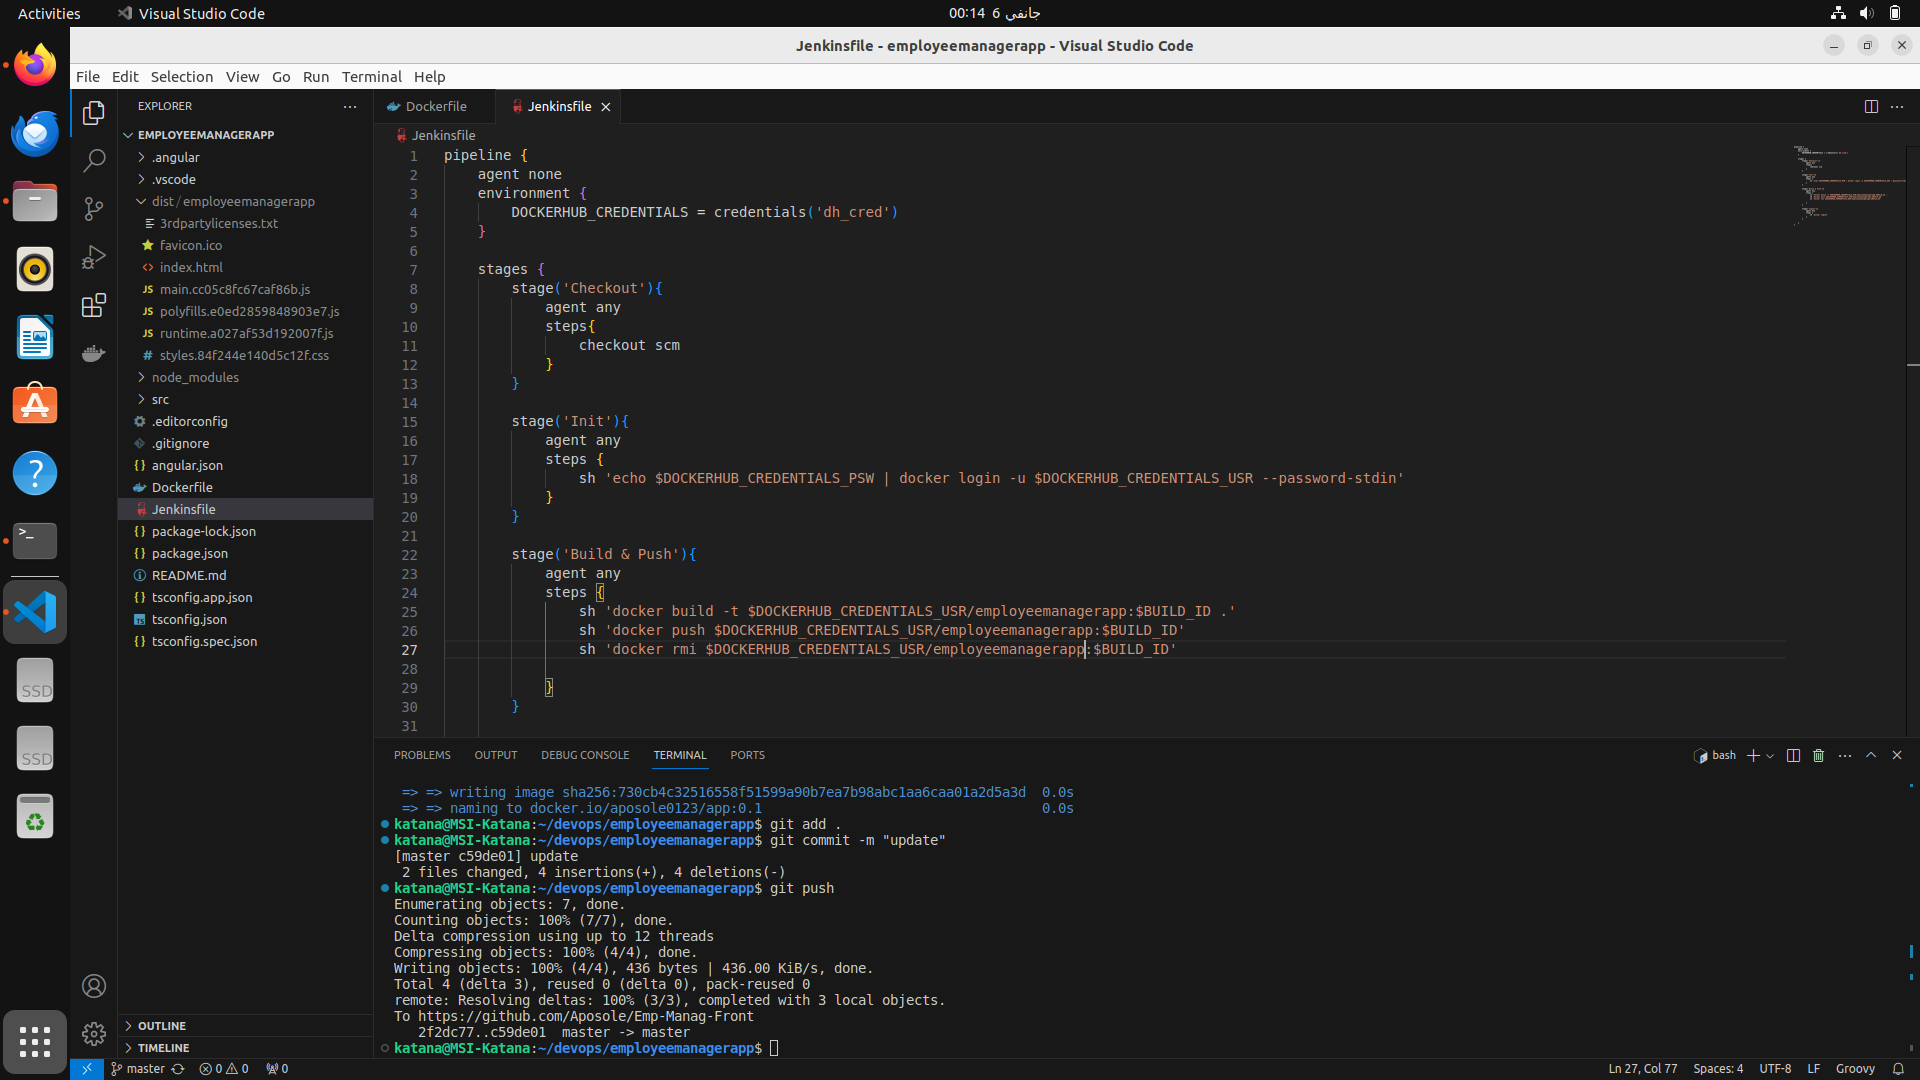 Activities
Visual Studio Code
00:14 6 جانفي
Jenkinsfile - employeemanagerapp - Visual Studio Code
File Edit Selection View Go Run Terminal Help
EXPLORER
EMPLOYEEMANAGERAPP
.angular
.vscode
dist / employeemanagerapp
3rdpartylicenses.txt
favicon.ico
index.html
JS main.cc05c8fc67caf86b.js
JS polyfills.e0ed2859848903e7.js
JS runtime.a027af53d192007f.js
# styles.84f244e140d5c12f.css
node_modules
src
.editorconfig
.gitignore
{} angular.json
Dockerfile
Jenkinsfile
{} package-lock.json
{} package.json
README.md
{} tsconfig.app.json
TS tsconfig.json
{} tsconfig.spec.json
OUTLINE
TIMELINE
SSD
SSD
Dockerfile
Jenkinsfile
Jenkinsfile
1 pipeline {
2 agent none
3 environment {
4 DOCKERHUB_CREDENTIALS = credentials('dh_cred')
5 }
6
7 stages {
8 stage('Checkout'){
9 agent any
10 steps{
11 checkout scm
12 }
13 }
14
15 stage('Init'){
16 agent any
17 steps {
18 sh 'echo $DOCKERHUB_CREDENTIALS_PSW | docker login -u $DOCKERHUB_CREDENTIALS_USR --password-stdin'
19 }
20 }
21
22 stage('Build & Push'){
23 agent any
24 steps {
25 sh 'docker build -t $DOCKERHUB_CREDENTIALS_USR/employeemanagerapp:$BUILD_ID .'
26 sh 'docker push $DOCKERHUB_CREDENTIALS_USR/employeemanagerapp:$BUILD_ID'
27 sh 'docker rmi $DOCKERHUB_CREDENTIALS_USR/employeemanagerapp:$BUILD_ID'
28
29 }
30 }
31
PROBLEMS OUTPUT DEBUG CONSOLE TERMINAL PORTS
bash
=> => writing image sha256:730cb4c32516558f51599a90b7ea7b98abc1aa6caa01a2d5a3d 0.0s
=> => naming to docker.io/aposole0123/app:0.1 0.0s
katana@MSI-Katana:~/devops/employeemanagerapp$ git add .
katana@MSI-Katana:~/devops/employeemanagerapp$ git commit -m "update"
[master c59de01] update
2 files changed, 4 insertions(+), 4 deletions(-)
katana@MSI-Katana:~/devops/employeemanagerapp$ git push
Enumerating objects: 7, done.
Counting objects: 100% (7/7), done.
Delta compression using up to 12 threads
Compressing objects: 100% (4/4), done.
Writing objects: 100% (4/4), 436 bytes | 436.00 KiB/s, done.
Total 4 (delta 3), reused 0 (delta 0), pack-reused 0
remote: Resolving deltas: 100% (3/3), completed with 3 local objects.
To https://github.com/Aposole/Emp-Manag-Front
2f2dc77..c59de01 master -> master
katana@MSI-Katana:~/devops/employeemanagerapp$
master 0 0 0
Ln 27, Col 77 Spaces: 4 UTF-8 LF Groovy